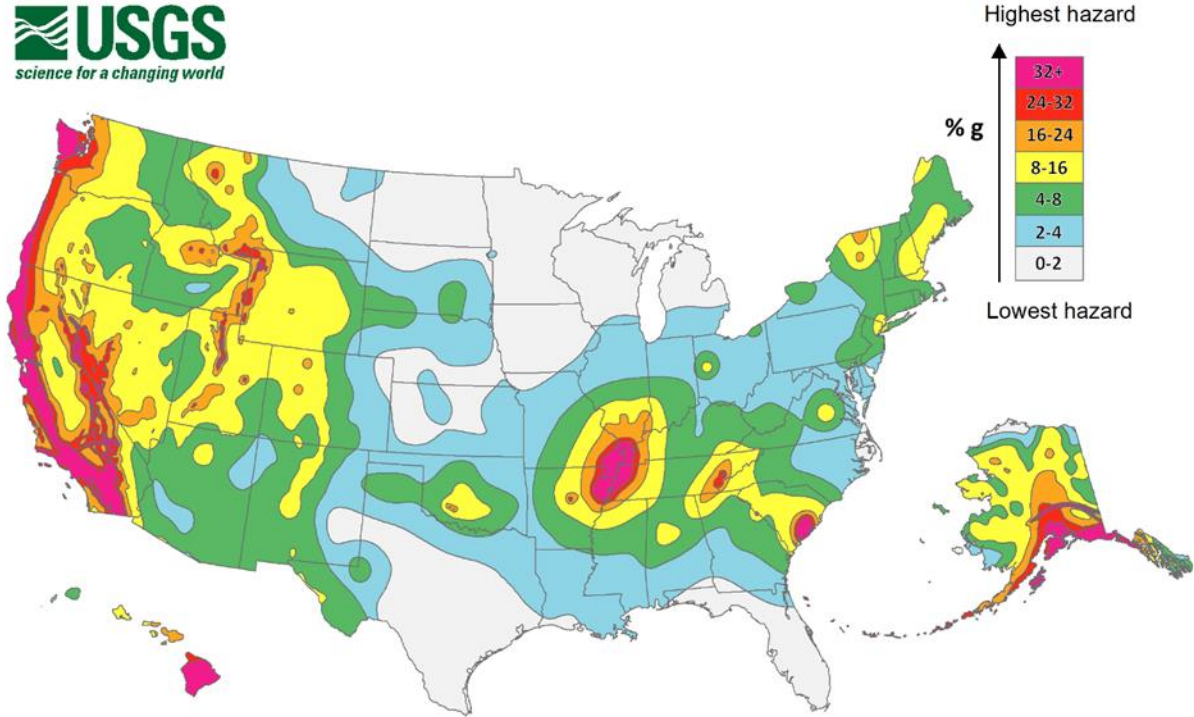 USGS
science for a changing world
Highest hazard
% g
32+
24-32
16-24
8-16
4-8
2-4
0-2
Lowest hazard